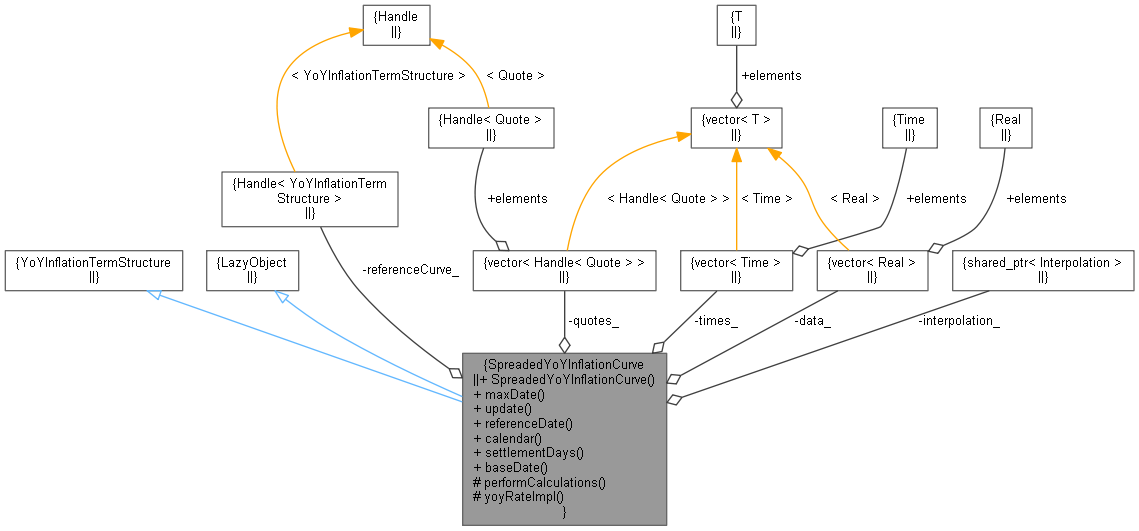 {Handle
||}
{T
||}
< YoYInflationTermStructure >
< Quote >
+elements
{Handle< Quote >
||}
{vector< T >
||}
{Time
||}
{Real
||}
{Handle< YoYInflationTerm
Structure >
||}
+elements
< Handle< Quote > >
< Time >
< Real >
+elements
+elements
{YoYInflationTermStructure
||}
{LazyObject
||}
-referenceCurve_
{vector< Handle< Quote > >
||}
{vector< Time >
||}
{vector< Real >
||}
{shared_ptr< Interpolation >
||}
-quotes_
-times_
-data_
-interpolation_
{SpreadedYoYInflationCurve
||+ SpreadedYoYInflationCurve()
+ maxDate()
+ update()
+ referenceDate()
+ calendar()
+ settlementDays()
+ baseDate()
# performCalculations()
# yoyRateImpl()
}